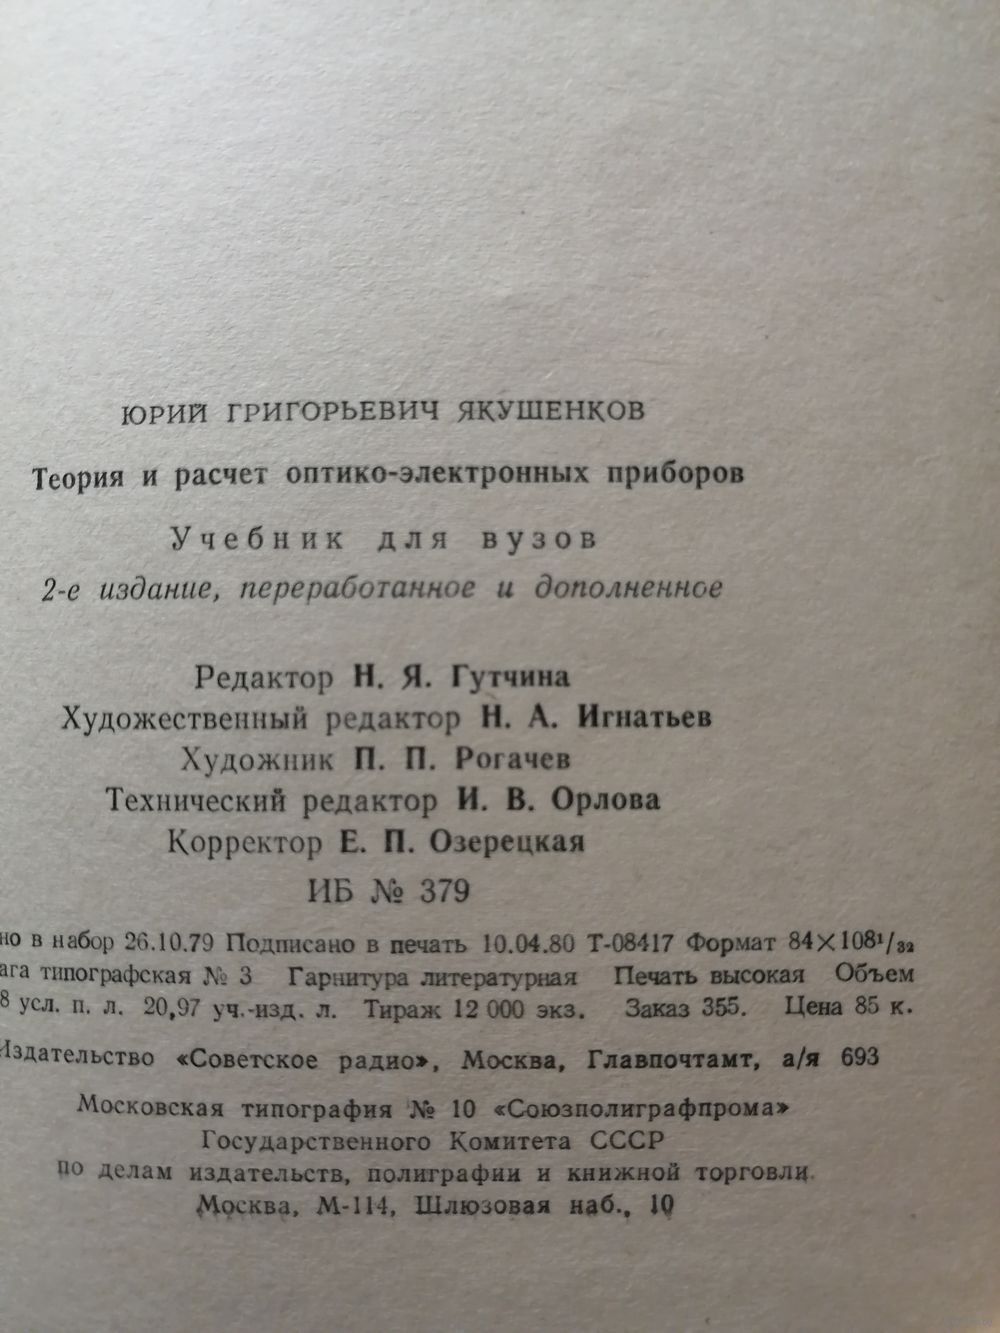 ЮРИЙ ГРИГОРЬЕВИЧ ЯКУШЕНКОВ
Теория и расчет оптико-электронных приборов
Учебник для вузов
2-е издание, переработанное и дополненное
Редактор Н. Я. Гутчина
Художественный редактор Н. А. Игнатьев
Художник П. П. Рогачев
Технический редактор И. В. Орлова
Корректор Е. П. Озерецкая
ИБ № 379
но в набор 26.10.79 Подписано в печать 10.04.80 Т-08417 Формат 84×108¹/₃₂
ага типографская № 3 Гарнитура литературная Печать высокая Объем
8 усл. п. л. 20,97 уч.-изд. л. Тираж 12 000 экз. Заказ 355. Цена 85 к.
Издательство «Советское радио», Москва, Главпочтамт, а/я 693
Московская типография № 10 «Союзполиграфпрома»
Государственного Комитета СССР
по делам издательств, полиграфии и книжной торговли.
Москва, М-114, Шлюзовая наб., 10